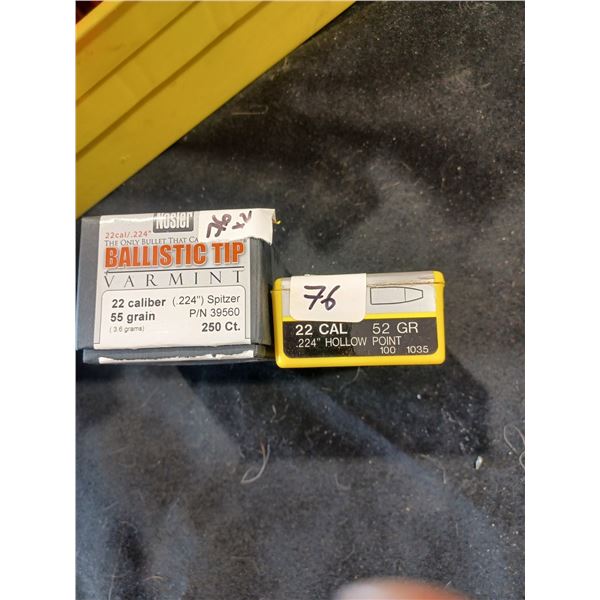 Nosler
22cal/.224"
THE ONLY BULLET THAT CA
BALLISTIC TIP
VARMINT
22 caliber (.224") Spitzer
55 grain P/N 39560
(3.6 grams) 250 Ct.
76
22 CAL 52 GR
.224" HOLLOW POINT
100 1035